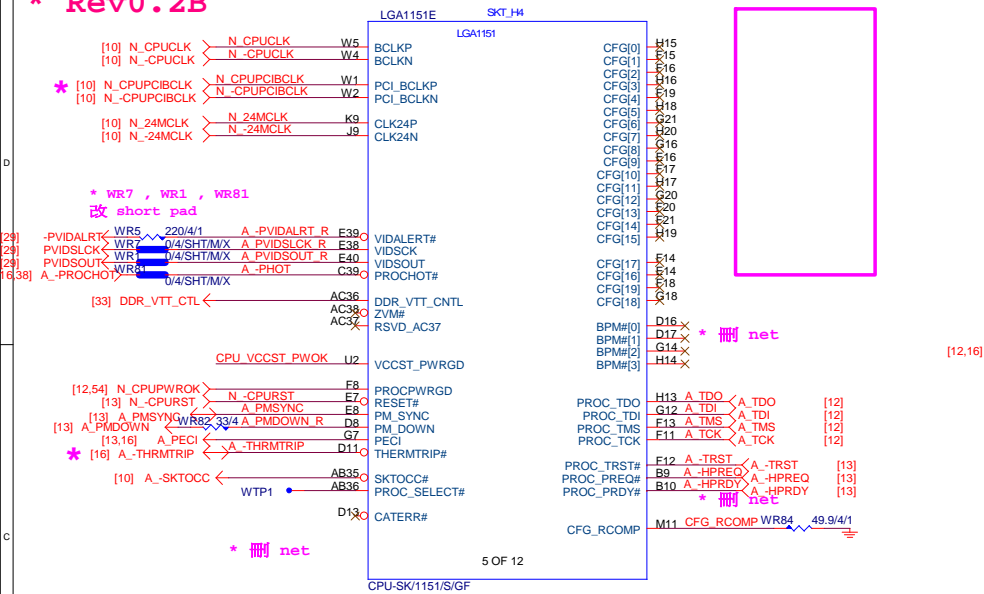 * Rev0.2B
LGA1151E SKT_H4
LGA1151
[10] N_CPUCLK N_CPUCLK W5 BCLKP
[10] N_-CPUCLK N_-CPUCLK W4 BCLKN
* [10] N_CPUPCIBCLK N_CPUPCIBCLK W1 PCI_BCLKP
[10] N_-CPUPCIBCLK N_-CPUPCIBCLK W2 PCI_BCLKN
[10] N_24MCLK N_24MCLK K9 CLK24P
[10] N_-24MCLK N_-24MCLK J9 CLK24N
D
* WR7 , WR1 , WR81
改 short pad
[29] -PVIDALRT WR5 220/4/1 A_-PVIDALRT_R E39 VIDALERT#
[29] PVIDSLCK WR7 0/4/SHT/M/X A_PVIDSLCK_R E38 VIDSCK
[29] PVIDSOUT WR1 0/4/SHT/M/X A_PVIDSOUT_R E40 VIDSOUT
16,38] A_-PROCHOT WR81 0/4/SHT/M/X A_-PHOT C39 PROCHOT#
[33] DDR_VTT_CTL AC36 DDR_VTT_CNTL
AC38 ZVM#
AC37 RSVD_AC37
CPU_VCCST_PWOK U2 VCCST_PWRGD
[12,54] N_CPUPWROK F8 PROCPWRGD
[13] N_-CPURST N_-CPURST E7 RESET#
[13] A_PMSYNC A_PMSYNC E8 PM_SYNC
[13] A_PMDOWN WR82 33/4 A_PMDOWN_R D8 PM_DOWN
[13,16] A_PECI G7 PECI
* [16] A_-THRMTRIP A_-THRMTRIP D11 THERMTRIP#
[10] A_-SKTOCC AB35 SKTOCC#
WTP1 AB36 PROC_SELECT#
D13 CATERR#
C
* 刪 net
CFG[0] H15
CFG[1] F15
CFG[2] F16
CFG[3] H16
CFG[4] F19
CFG[5] H18
CFG[6] G21
CFG[7] H20
CFG[8] G16
CFG[9] E16
CFG[10] F17
CFG[11] H17
CFG[12] G20
CFG[13] F20
CFG[14] F21
CFG[15] H19
CFG[17] F14
CFG[16] E14
CFG[19] F18
CFG[18] G18
BPM#[0] D16
BPM#[1] D17 * 刪 net
BPM#[2] G14 [12,16]
BPM#[3] H14
PROC_TDO H13 A_TDO A_TDO [12]
PROC_TDI G12 A_TDI A_TDI [12]
PROC_TMS F13 A_TMS A_TMS [12]
PROC_TCK F11 A_TCK A_TCK [12]
PROC_TRST# F12 A_-TRST A_-TRST [13]
PROC_PREQ# B9 A_-HPREQ A_-HPREQ [13]
PROC_PRDY# B10 A_-HPRDY A_-HPRDY [13]
* 刪 net
CFG_RCOMP M11 CFG_RCOMP WR84 49.9/4/1
5 OF 12
CPU-SK/1151/S/GF